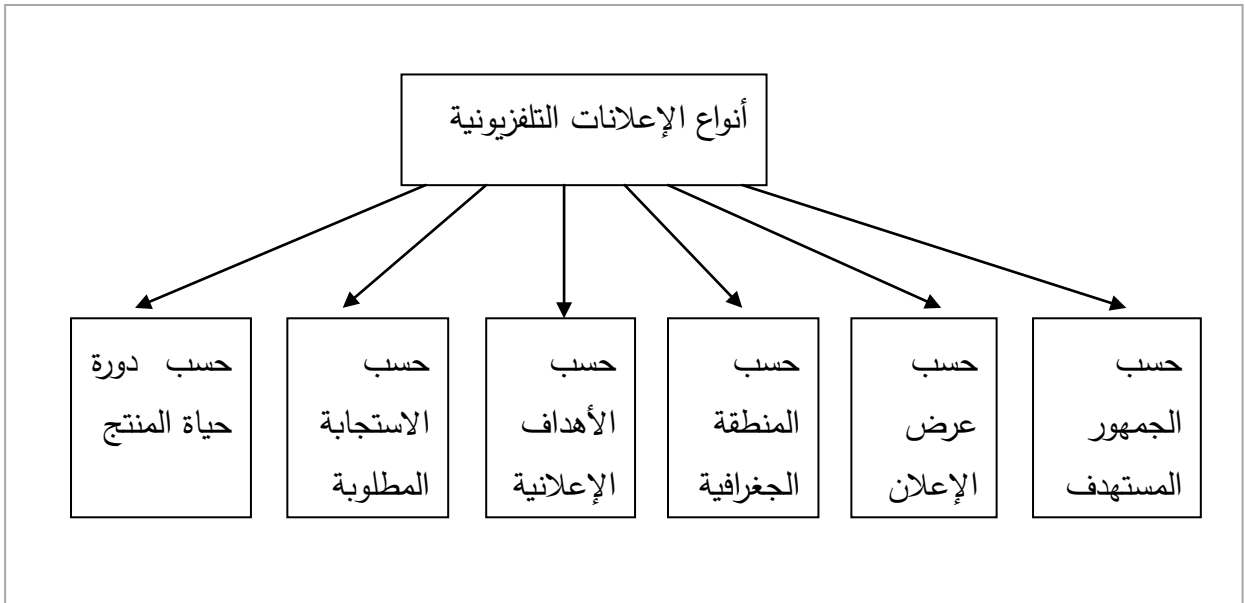 أنواع الإعلانات التلفزيونية
حسب
الجمهور
المستهدف
حسب
عرض
الإعلان
حسب
المنطقة
الجغرافية
حسب
الأهداف
الإعلانية
حسب
الاستجابة
المطلوبة
حسب دورة
حياة المنتج